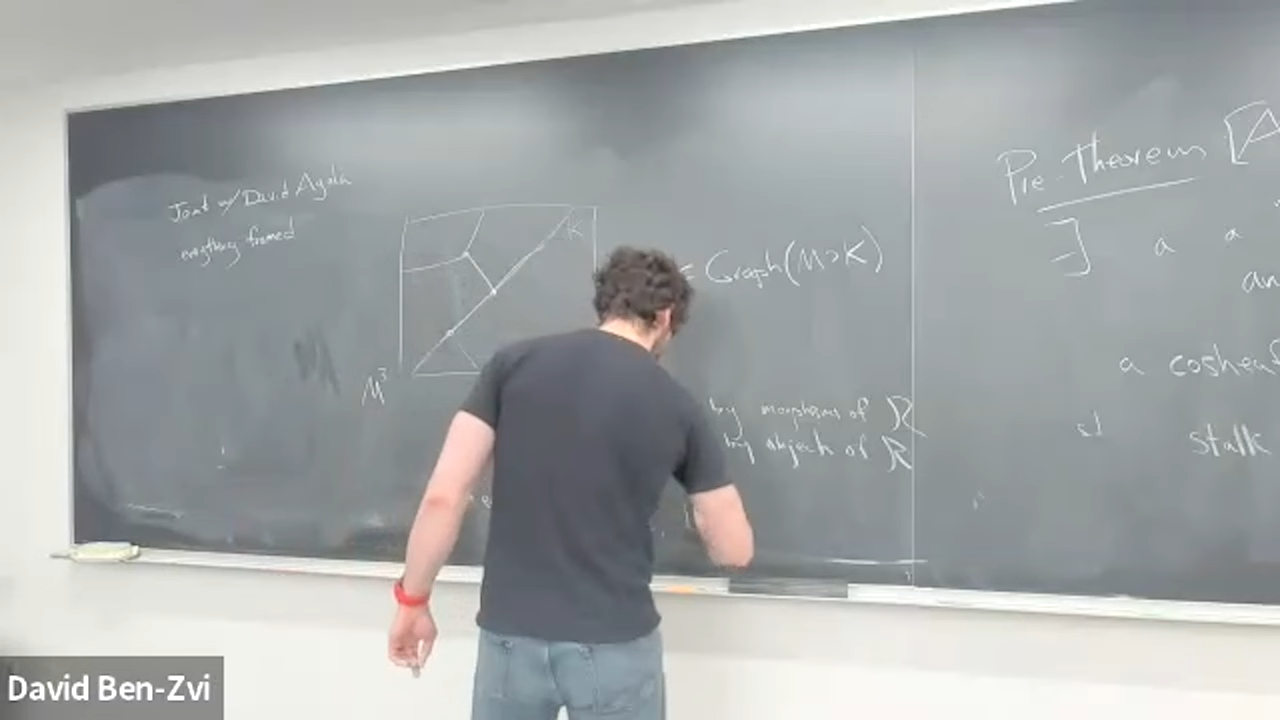 Joint w/ David Ayala
everything framed
K
M³
= Graph(M⊃K)
by morphisms of R
by objects of R
Pre-Theorem [A
∃ a a
an
a cosheaf
st stalk
David Ben-Zvi